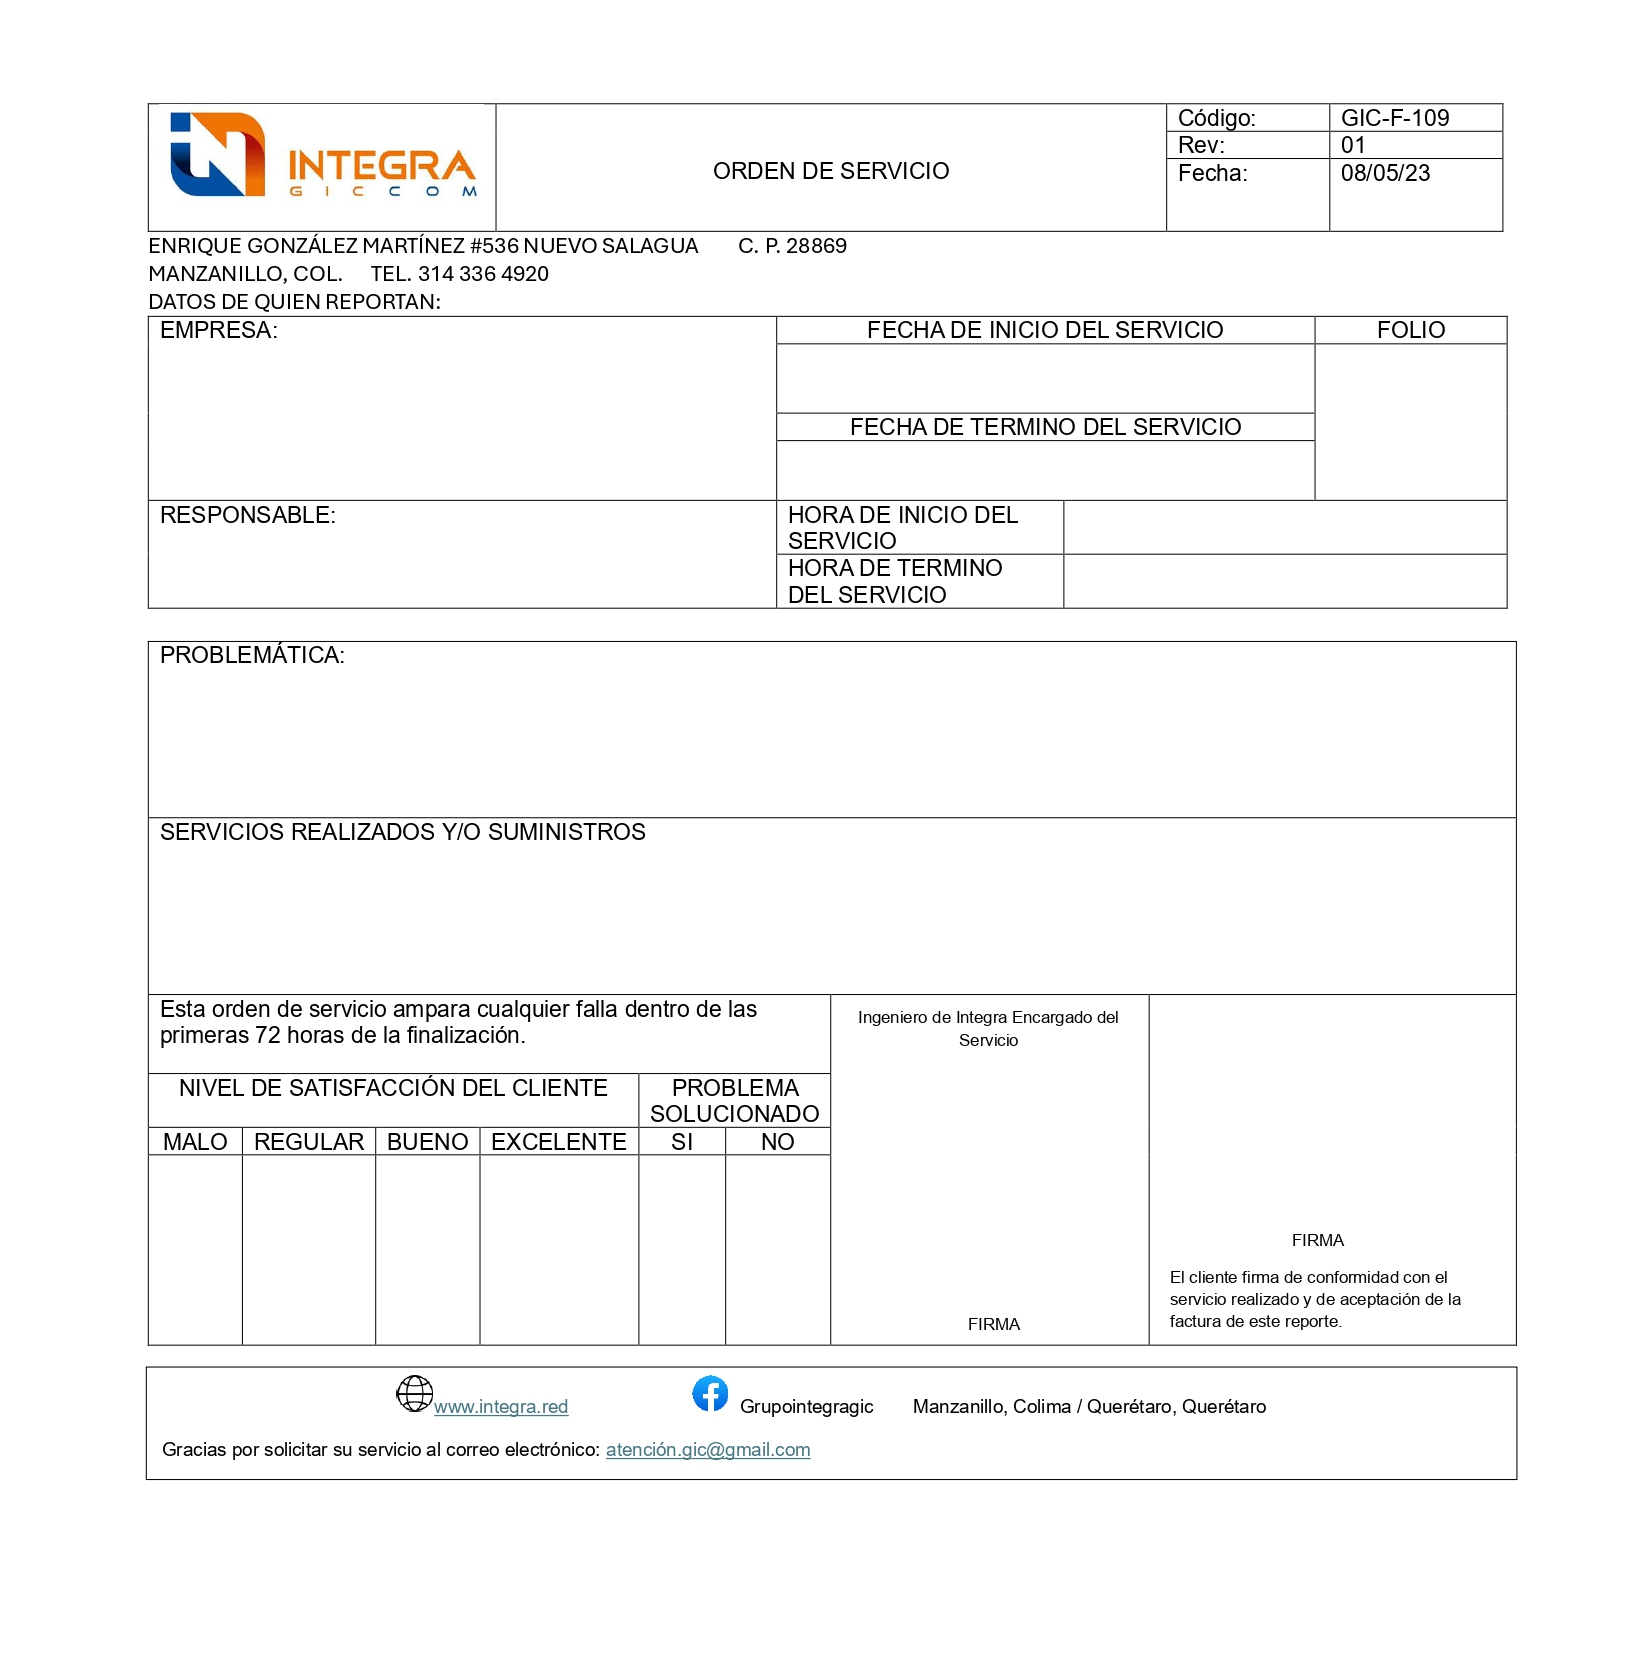 INTEGRA
GICCOM
ORDEN DE SERVICIO
Código: GIC-F-109
Rev: 01
Fecha: 08/05/23
ENRIQUE GONZÁLEZ MARTÍNEZ #536 NUEVO SALAGUA C. P. 28869
MANZANILLO, COL. TEL. 314 336 4920
DATOS DE QUIEN REPORTAN:
EMPRESA:
FECHA DE INICIO DEL SERVICIO
FOLIO
FECHA DE TERMINO DEL SERVICIO
RESPONSABLE:
HORA DE INICIO DEL
SERVICIO
HORA DE TERMINO
DEL SERVICIO
PROBLEMÁTICA:
SERVICIOS REALIZADOS Y/O SUMINISTROS
Esta orden de servicio ampara cualquier falla dentro de las
primeras 72 horas de la finalización.
NIVEL DE SATISFACCIÓN DEL CLIENTE
PROBLEMA
SOLUCIONADO
MALO REGULAR BUENO EXCELENTE SI NO
Ingeniero de Integra Encargado del
Servicio
FIRMA
FIRMA
El cliente firma de conformidad con el
servicio realizado y de aceptación de la
factura de este reporte.
www.integra.red Grupointegragic Manzanillo, Colima / Querétaro, Querétaro
Gracias por solicitar su servicio al correo electrónico: atención.gic@gmail.com